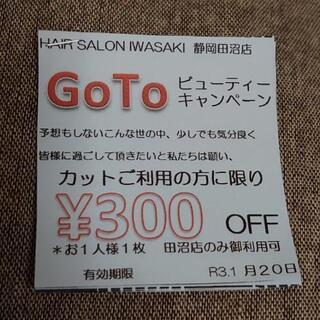 HAIR SALON IWASAKI 静岡田沼店
GoTo ビューティー
キャンペーン
予想もしないこんな世の中、少しでも気分良く
皆様に過ごして頂きたいと私たちは願い、
カットご利用の方に限り
¥300 OFF
*お1人様1枚 田沼店のみ御利用可
有効期限 R3.1月20日